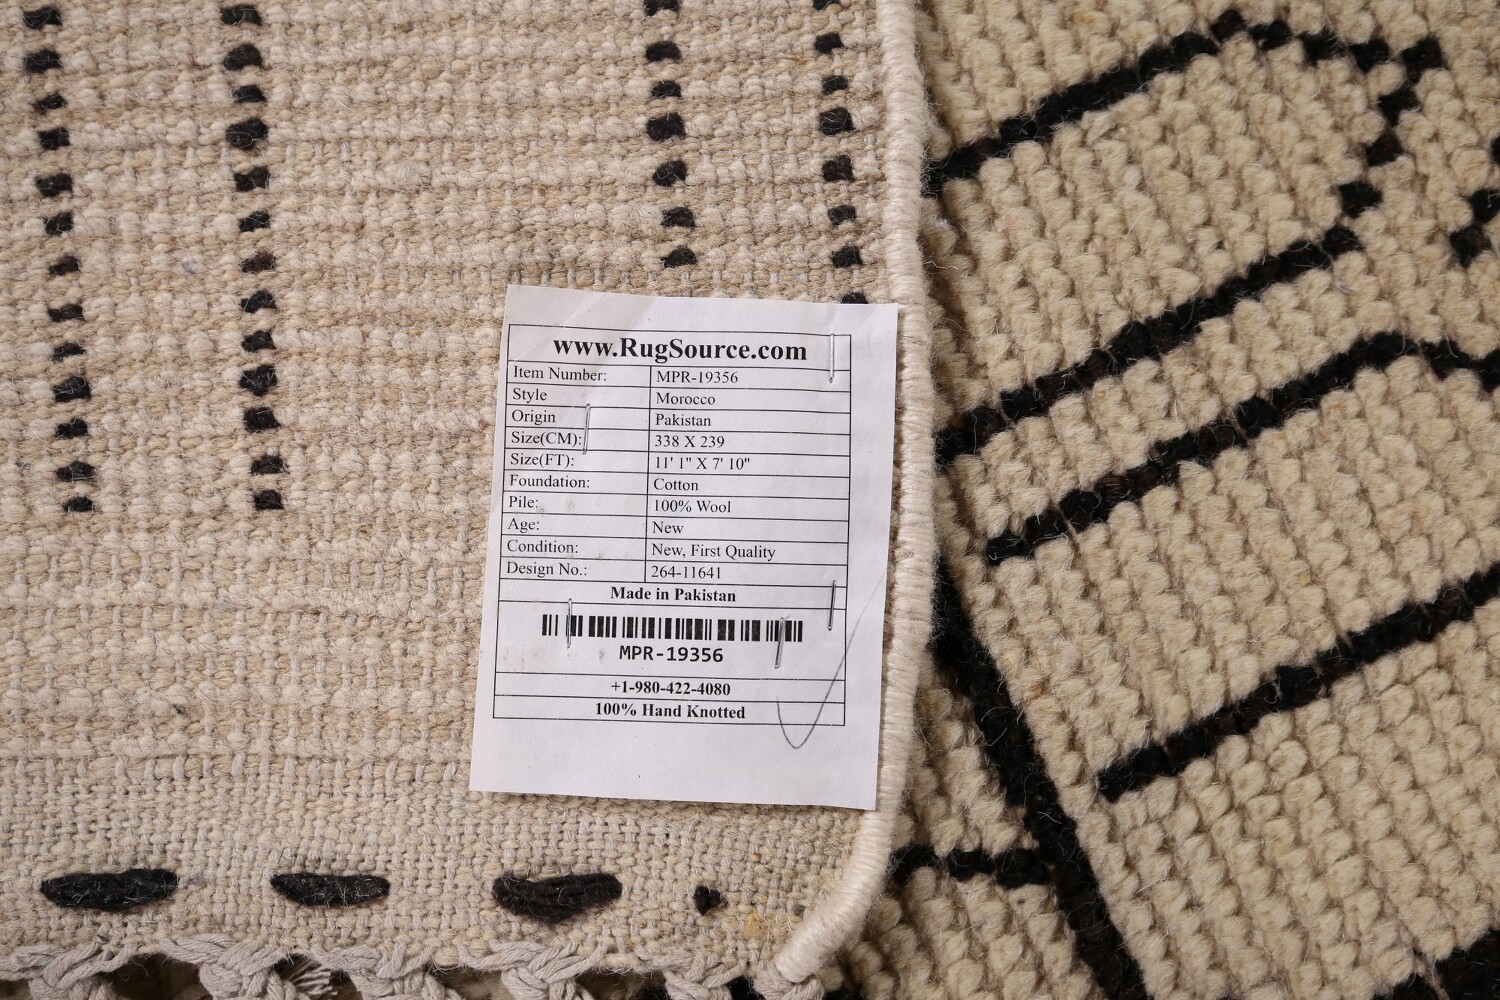 www.RugSource.com
Item Number: MPR-19356
Style Morocco
Origin Pakistan
Size(CM): 338 X 239
Size(FT): 11' 1" X 7' 10"
Foundation: Cotton
Pile: 100% Wool
Age: New
Condition: New, First Quality
Design No.: 264-11641
Made in Pakistan
MPR-19356
+1-980-422-4080
100% Hand Knotted